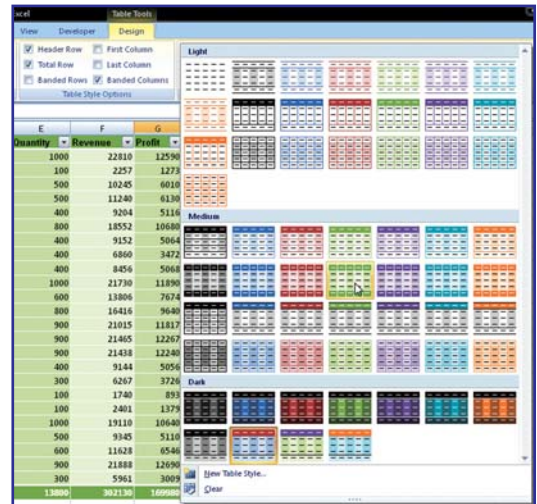 xcel Table Tools
View Developer Design
Header Row First Column
Total Row Last Column
Banded Rows Banded Columns
Table Style Options
Light
Medium
Dark
New Table Style...
Clear
E F G
Quantity Revenue Profit
1000 22810 12590
100 2257 1273
500 10245 6010
500 11240 6130
400 9204 5116
800 18552 10680
400 9152 5064
400 6860 3472
400 8456 5068
1000 21730 11890
600 13806 7674
800 16416 9640
900 21015 11817
900 21465 12267
900 21438 12240
400 9144 5056
300 6267 3726
100 1740 893
100 2401 1379
1000 19110 10640
500 9345 5110
600 11628 6546
900 21888 12690
300 5961 3009
13800 302130 169980